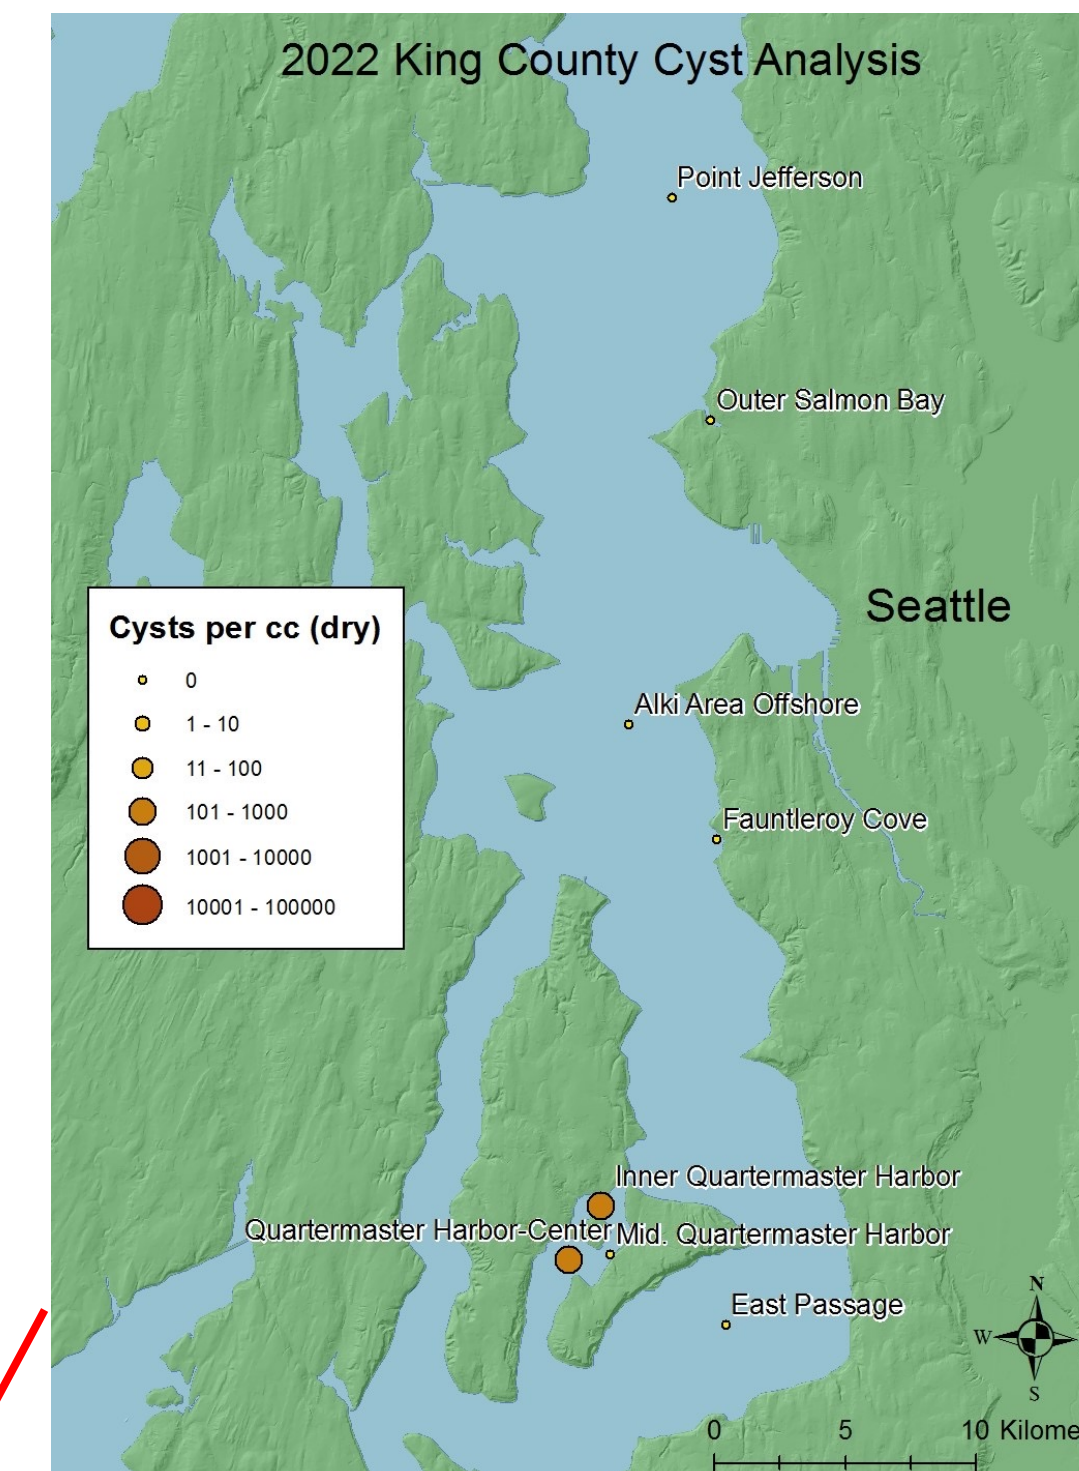 2022 King County Cyst Analysis
Point Jefferson
Outer Salmon Bay
Seattle
Cysts per cc (dry)
0
1 - 10
11 - 100
101 - 1000
1001 - 10000
10001 - 100000
Alki Area Offshore
Fauntleroy Cove
Inner Quartermaster Harbor
Quartermaster Harbor-Center
Mid. Quartermaster Harbor
East Passage
N
W
S
0 5 10 Kilome